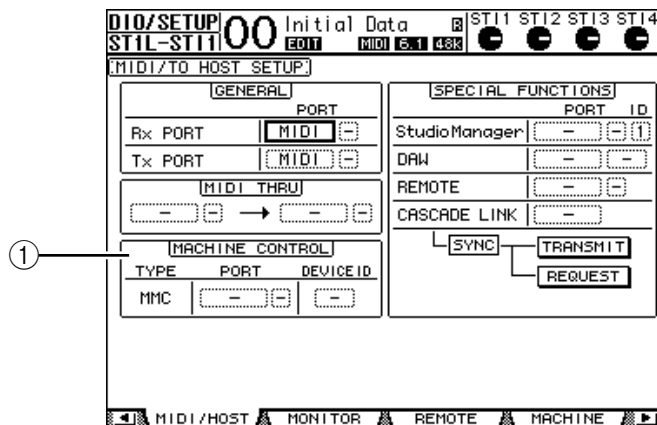 DIO/SETUP 00 Initial Data R ST11 ST12 ST13 ST14
ST1L-ST11 EDIT MIDI 6.1 48K
MIDI/TO HOST SETUP
GENERAL
PORT
Rx PORT MIDI -
Tx PORT MIDI -
MIDI THRU
- - → - -
① MACHINE CONTROL
TYPE PORT DEVICE ID
MMC - - -
SPECIAL FUNCTIONS
PORT ID
StudioManager - - 1
DAW - -
REMOTE - -
CASCADE LINK -
SYNC TRANSMIT
REQUEST
MIDI/HOST MONITOR REMOTE MACHINE